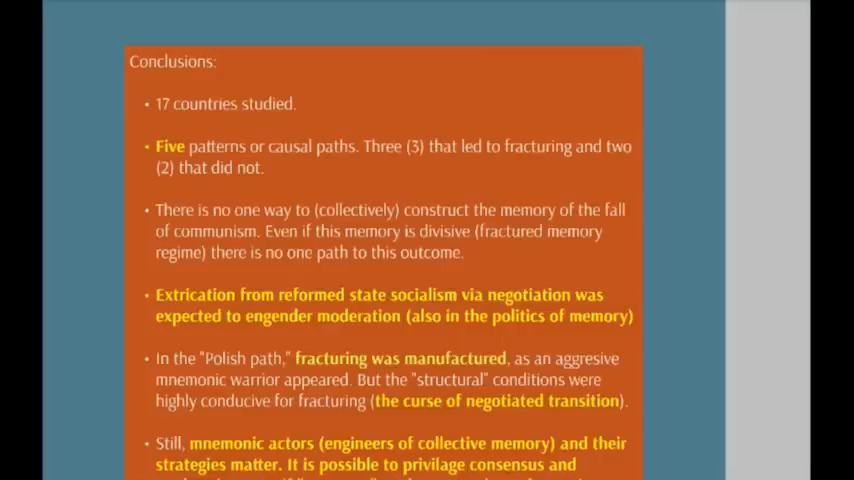 Conclusions:
• 17 countries studied.
• Five patterns or causal paths. Three (3) that led to fracturing and two
(2) that did not.
• There is no one way to (collectively) construct the memory of the fall
of communism. Even if this memory is divisive (fractured memory
regime) there is no one path to this outcome.
• Extrication from reformed state socialism via negotiation was
expected to engender moderation (also in the politics of memory)
• In the "Polish path," fracturing was manufactured, as an aggresive
mnemonic warrior appeared. But the "structural" conditions were
highly conducive for fracturing (the curse of negotiated transition).
• Still, mnemonic actors (engineers of collective memory) and their
strategies matter. It is possible to privilage consensus and